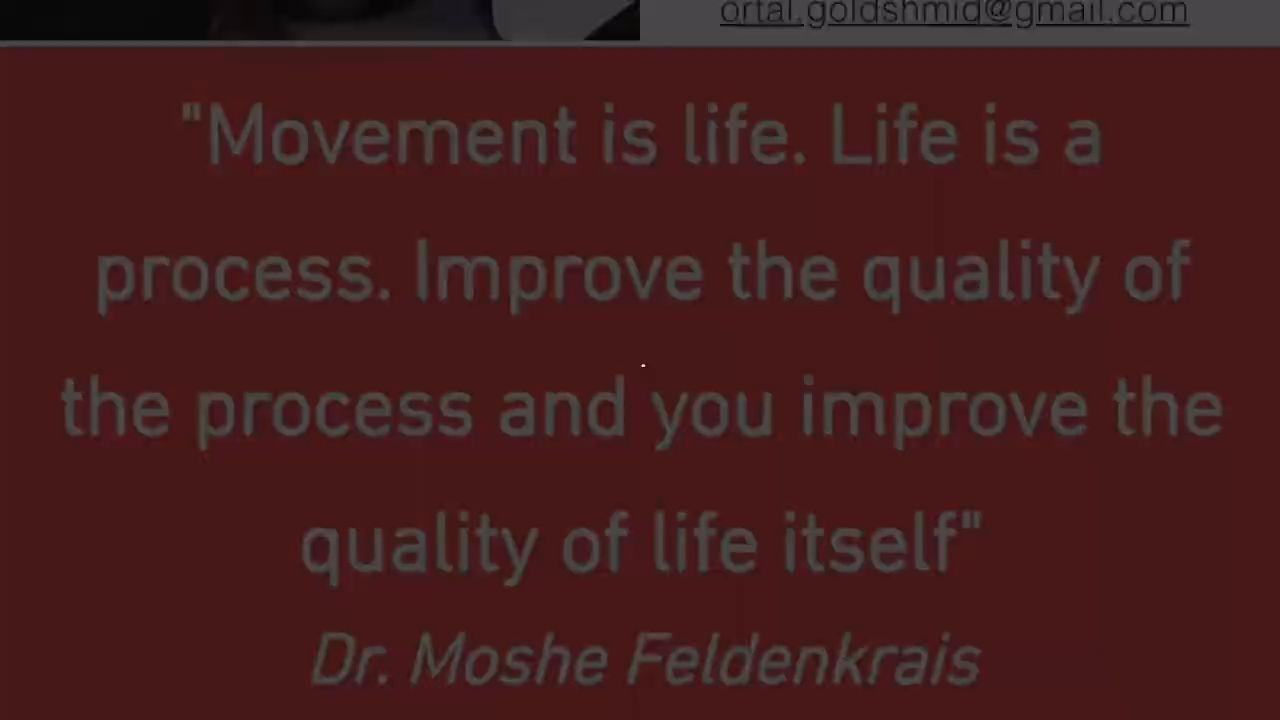 ortal.goldshmid@gmail.com
"Movement is life. Life is a
process. Improve the quality of
the process and you improve the
quality of life itself"
Dr. Moshe Feldenkrais